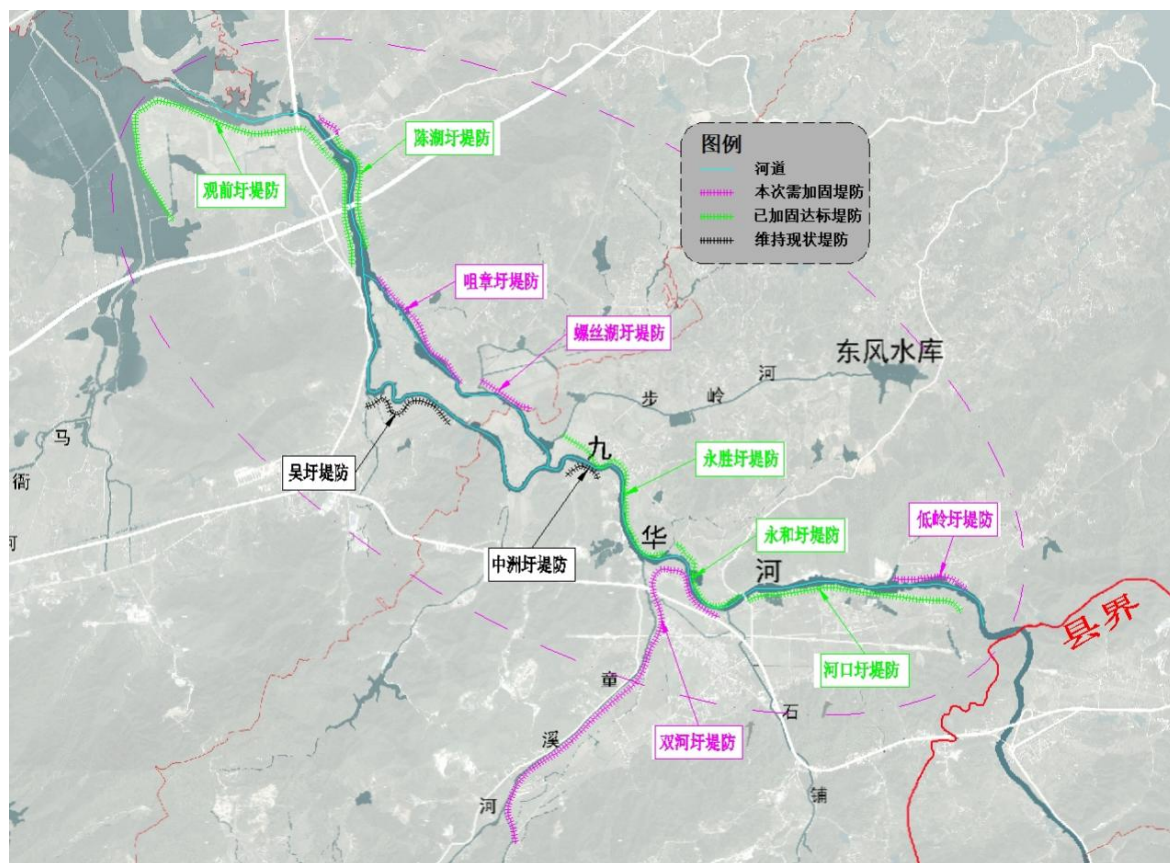 图例
河道
本次需加固堤防
已加固达标堤防
维持现状堤防
陈湖圩堤防
观前圩堤防
咀章圩堤防
螺丝湖圩堤防
东风水库
步岭河
马衙河
吴圩堤防
中洲圩堤防
九华河
永胜圩堤防
永和圩堤防
低岭圩堤防
县界
河口圩堤防
双河圩堤防
童溪河
石铺